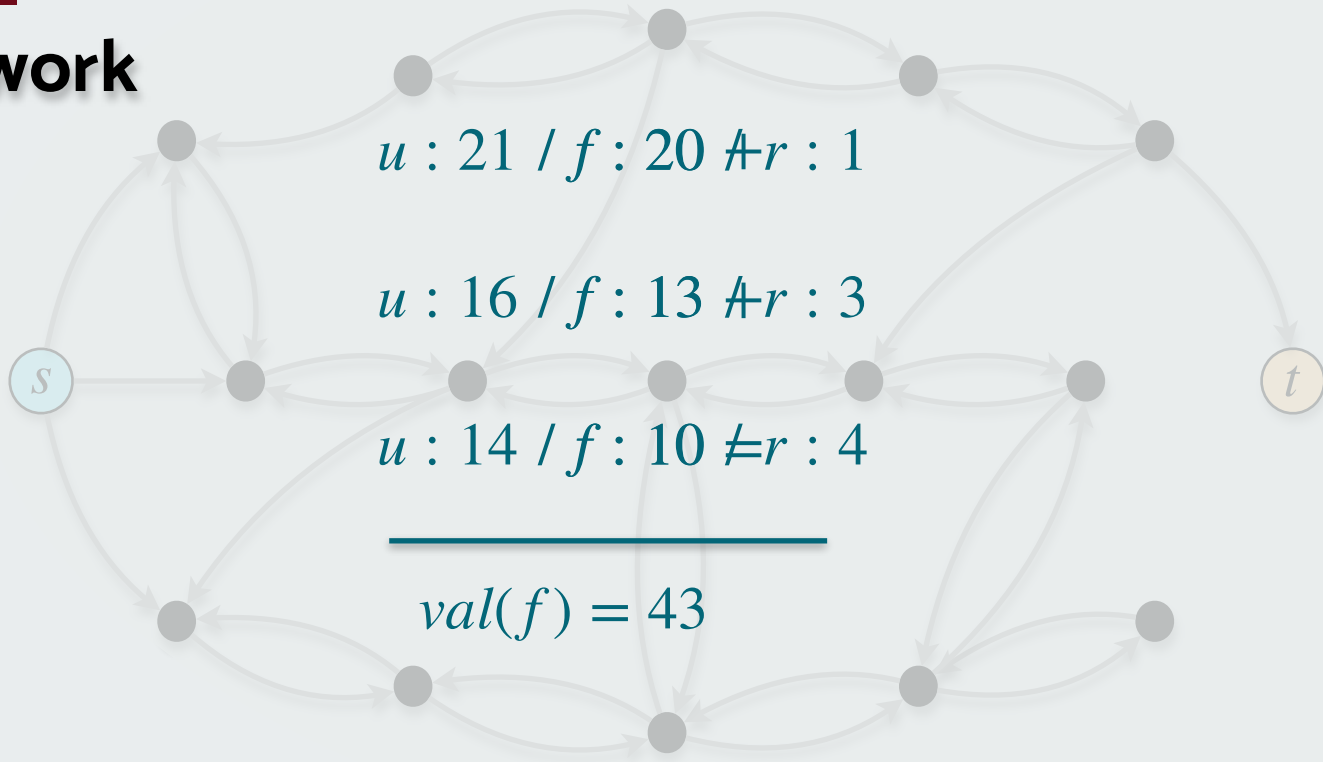 work
u : 21 / f : 20 /+r : 1
u : 16 / f : 13 /+r : 3
s
t
u : 14 / f : 10 /=r : 4
val(f) = 43